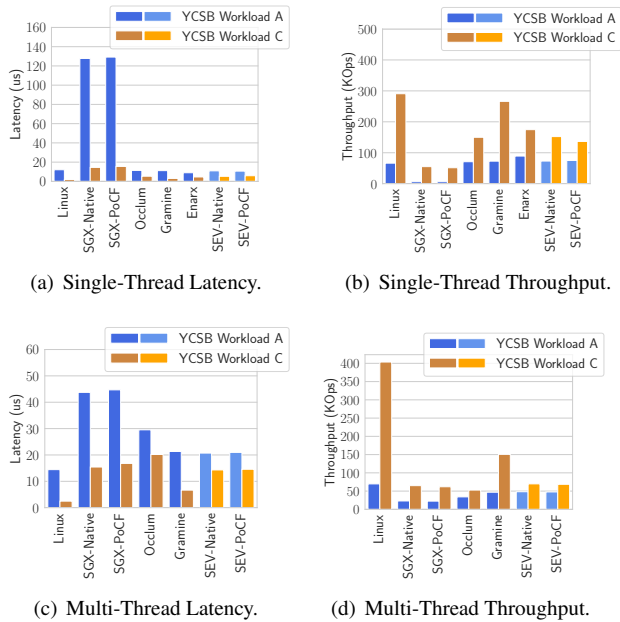 YCSB Workload A
YCSB Workload C
Latency (us)
160
140
120
100
80
60
40
20
0
Linux
SGX-Native
SGX-PoCF
Occlum
Gramine
Enarx
SEV-Native
SEV-PoCF
(a) Single-Thread Latency.
YCSB Workload A
YCSB Workload C
Throughput (KOps)
500
400
300
200
100
0
Linux
SGX-Native
SGX-PoCF
Occlum
Gramine
Enarx
SEV-Native
SEV-PoCF
(b) Single-Thread Throughput.
YCSB Workload A
YCSB Workload C
Latency (us)
60
50
40
30
20
10
0
Linux
SGX-Native
SGX-PoCF
Occlum
Gramine
SEV-Native
SEV-PoCF
(c) Multi-Thread Latency.
YCSB Workload A
YCSB Workload C
Throughput (KOps)
400
350
300
250
200
150
100
50
0
Linux
SGX-Native
SGX-PoCF
Occlum
Gramine
SEV-Native
SEV-PoCF
(d) Multi-Thread Throughput.